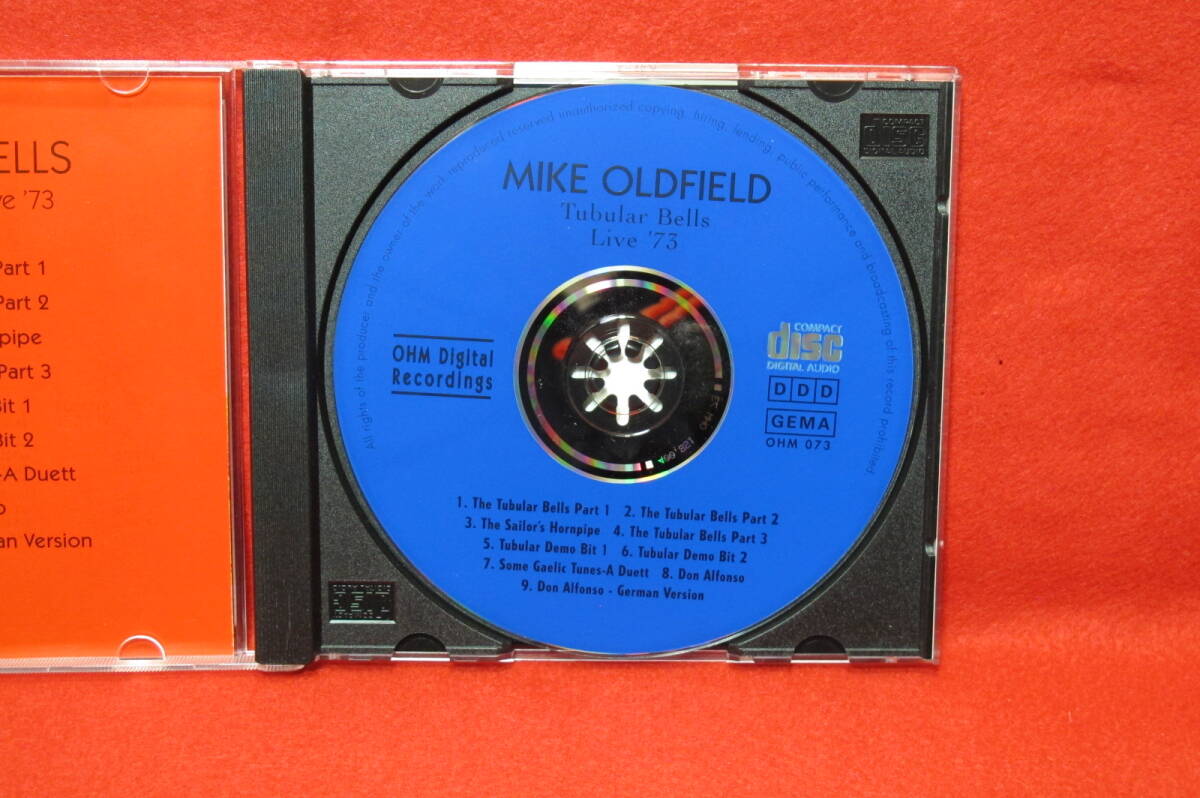 ELLS
ve '73
Part 1
Part 2
pipe
Part 3
Bit 1
Bit 2
-A Duett
o
an Version
All rights of the producer and the owner of the work reproduced reserved unauthorized copying, hiring, lending, public performance and broadcasting of this record prohibited
MIKE OLDFIELD
Tubular Bells
Live '73
OHM Digital
Recordings
COMPACT
disc
DIGITAL AUDIO
DDD
GEMA
OHM 073
1. The Tubular Bells Part 1 2. The Tubular Bells Part 2
3. The Sailor's Hornpipe 4. The Tubular Bells Part 3
5. Tubular Demo Bit 1 6. Tubular Demo Bit 2
7. Some Gaelic Tunes-A Duett 8. Don Alfonso
9. Don Alfonso - German Version
COMPACT
disc
DIGITAL AUDIO